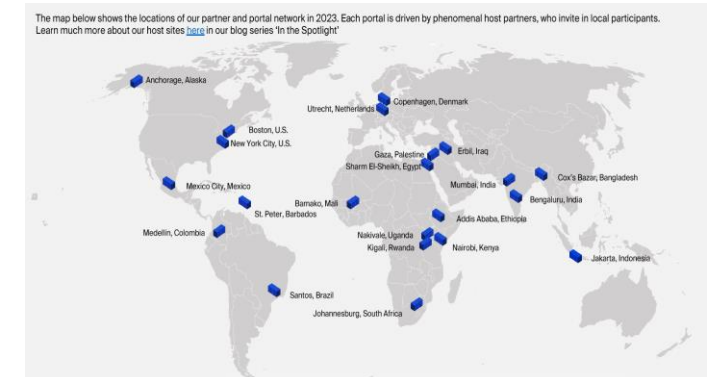 The map below shows the locations of our partner and portal network in 2023. Each portal is driven by phenomenal host partners, who invite in local participants.
Learn much more about our host sites here in our blog series 'In the Spotlight'
Anchorage, Alaska
Copenhagen, Denmark
Utrecht, Netherlands
Boston, U.S.
New York City, U.S.
Gaza, Palestine
Erbil, Iraq
Sharm El-Sheikh, Egypt
Mumbai, India
Cox's Bazar, Bangladesh
Mexico City, Mexico
Bengaluru, India
Bamako, Mali
St. Peter, Barbados
Addis Ababa, Ethiopia
Medellin, Colombia
Nakivale, Uganda
Kigali, Rwanda
Nairobi, Kenya
Jakarta, Indonesia
Santos, Brazil
Johannesburg, South Africa